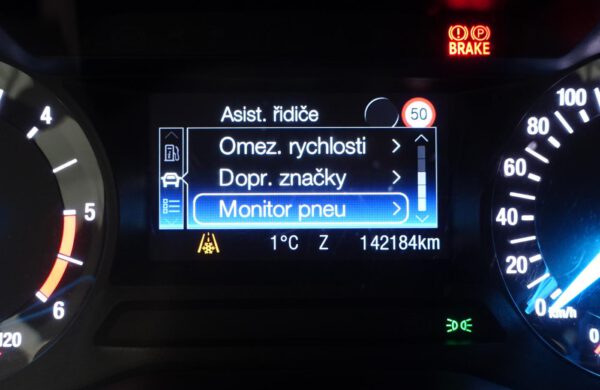 BRAKE
Asist. řidiče
50
Omez. rychlosti
Dopr. značky
Monitor pneu
1°C Z 142184km
4
5
6
100
80
60
40
20
0
km/h